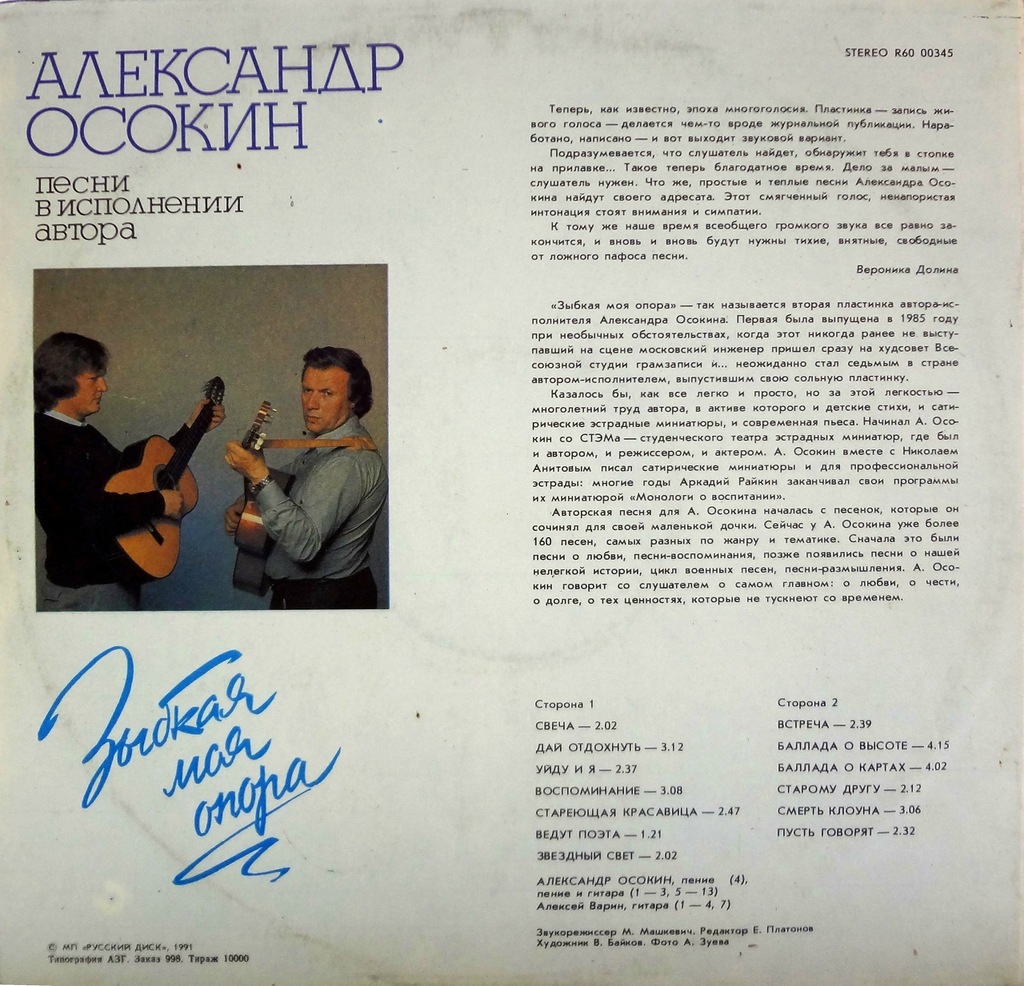 АЛЕКСАНДР
ОСОКИН
песни
в исполнении
автора
STEREO R60 00345
Теперь, как известно, эпоха многоголосия. Пластинка — запись жи-
вого голоса — делается чем-то вроде журнальной публикации. Нара-
ботано, написано — и вот выходит звуковой вариант.
Подразумевается, что слушатель найдет, обнаружит тебя в стопке
на прилавке... Такое теперь благодатное время. Дело за малым —
слушатель нужен. Что же, простые и теплые песни Александра Осо-
кина найдут своего адресата. Этот смягченный голос, ненапористая
интонация стоят внимания и симпатии.
К тому же наше время всеобщего громкого звука все равно за-
кончится, и вновь и вновь будут нужны тихие, внятные, свободные
от ложного пафоса песни.
Вероника Долина
«Зыбкая моя опора» — так называется вторая пластинка автора-ис-
полнителя Александра Осокина. Первая была выпущена в 1985 году
при необычных обстоятельствах, когда этот никогда ранее не высту-
павший на сцене московский инженер пришел сразу на худсовет Все-
союзной студии грамзаписи и... неожиданно стал седьмым в стране
автором-исполнителем, выпустившим свою сольную пластинку.
Казалось бы, как все легко и просто, но за этой легкостью —
многолетний труд автора, в активе которого и детские стихи, и сати-
рические эстрадные миниатюры, и современная пьеса. Начинал А. Осо-
кин со СТЭМа — студенческого театра эстрадных миниатюр, где был
и автором, и режиссером, и актером. А. Осокин вместе с Николаем
Анитовым писал сатирические миниатюры и для профессиональной
эстрады: многие годы Аркадий Райкин заканчивал свои программы
их миниатюрой «Монологи о воспитании».
Авторская песня для А. Осокина началась с песенок, которые он
сочинял для своей маленькой дочки. Сейчас у А. Осокина уже более
160 песен, самых разных по жанру и тематике. Сначала это были
песни о любви, песни-воспоминания, позже появились песни о нашей
нелегкой истории, цикл военных песен, песни-размышления. А. Осо-
кин говорит со слушателем о самом главном: о любви, о чести,
о долге, о тех ценностях, которые не тускнеют со временем.
Зыбкая
моя
опора
Сторона 1
СВЕЧА — 2.02
ДАЙ ОТДОХНУТЬ — 3.12
УЙДУ И Я — 2.37
ВОСПОМИНАНИЕ — 3.08
СТАРЕЮЩАЯ КРАСАВИЦА — 2.47
ВЕДУТ ПОЭТА — 1.21
ЗВЕЗДНЫЙ СВЕТ — 2.02
Сторона 2
ВСТРЕЧА — 2.39
БАЛЛАДА О ВЫСОТЕ — 4.15
БАЛЛАДА О КАРТАХ — 4.02
СТАРОМУ ДРУГУ — 2.12
СМЕРТЬ КЛОУНА — 3.06
ПУСТЬ ГОВОРЯТ — 2.32
АЛЕКСАНДР ОСОКИН, пение (4),
пение и гитара (1 — 3, 5 — 13)
Алексей Варин, гитара (1 — 4, 7)
Звукорежиссер М. Машкевич. Редактор Е. Платонов
Художник В. Байков. Фото А. Зуева
© МП «РУССКИЙ ДИСК», 1991
Типография АЗГ. Заказ 998. Тираж 10000